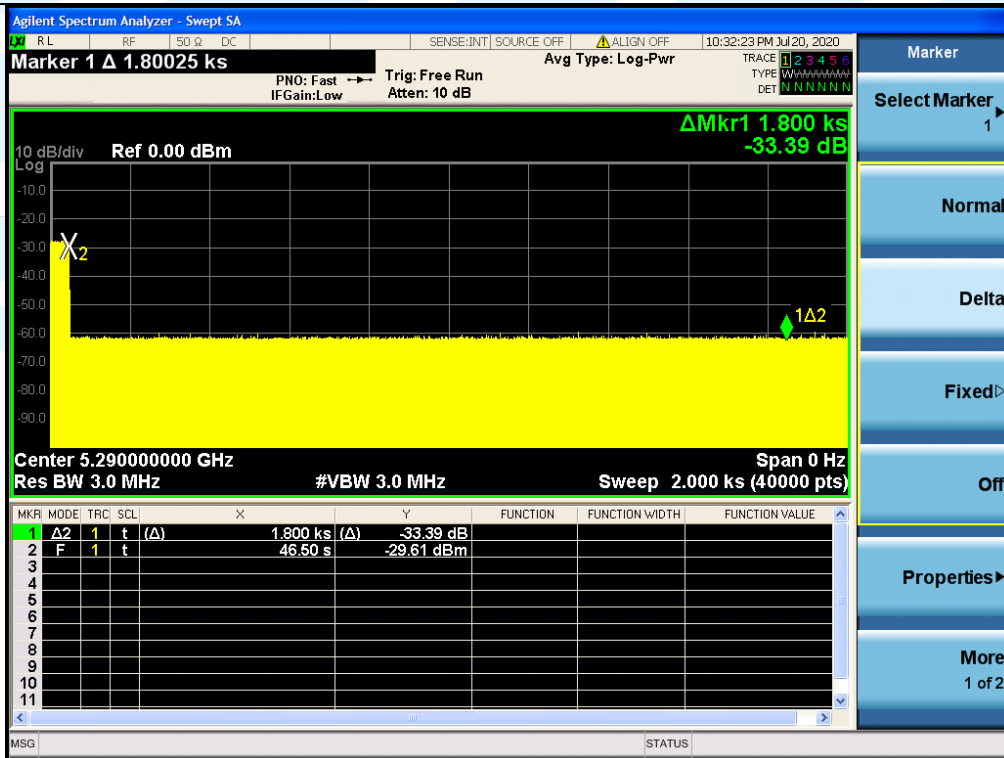 Agilent Spectrum Analyzer - Swept SA
LXI RL RF 50 Ω DC SENSE:INT SOURCE OFF ALIGN OFF 10:32:23 PM Jul 20, 2020
Marker 1 Δ 1.80025 ks
PNO: Fast
IFGain:Low
Trig: Free Run
Atten: 10 dB
Avg Type: Log-Pwr
TRACE 1 2 3 4 5 6
TYPE WWWWWW
DET N N N N N N
ΔMkr1 1.800 ks
-33.39 dB
10 dB/div Ref 0.00 dBm
Log
-10.0
-20.0
-30.0
-40.0
-50.0
-60.0
-70.0
-80.0
-90.0
X2
1Δ2
Center 5.290000000 GHz Span 0 Hz
Res BW 3.0 MHz #VBW 3.0 MHz Sweep 2.000 ks (40000 pts)
MKR MODE TRC SCL X Y FUNCTION FUNCTION WIDTH FUNCTION VALUE
1 Δ2 1 t (Δ) 1.800 ks (Δ) -33.39 dB
2 F 1 t 46.50 s -29.61 dBm
3
4
5
6
7
8
9
10
11
MSG STATUS
Marker
Select Marker
1
Normal
Delta
Fixed
Off
Properties
More
1 of 2